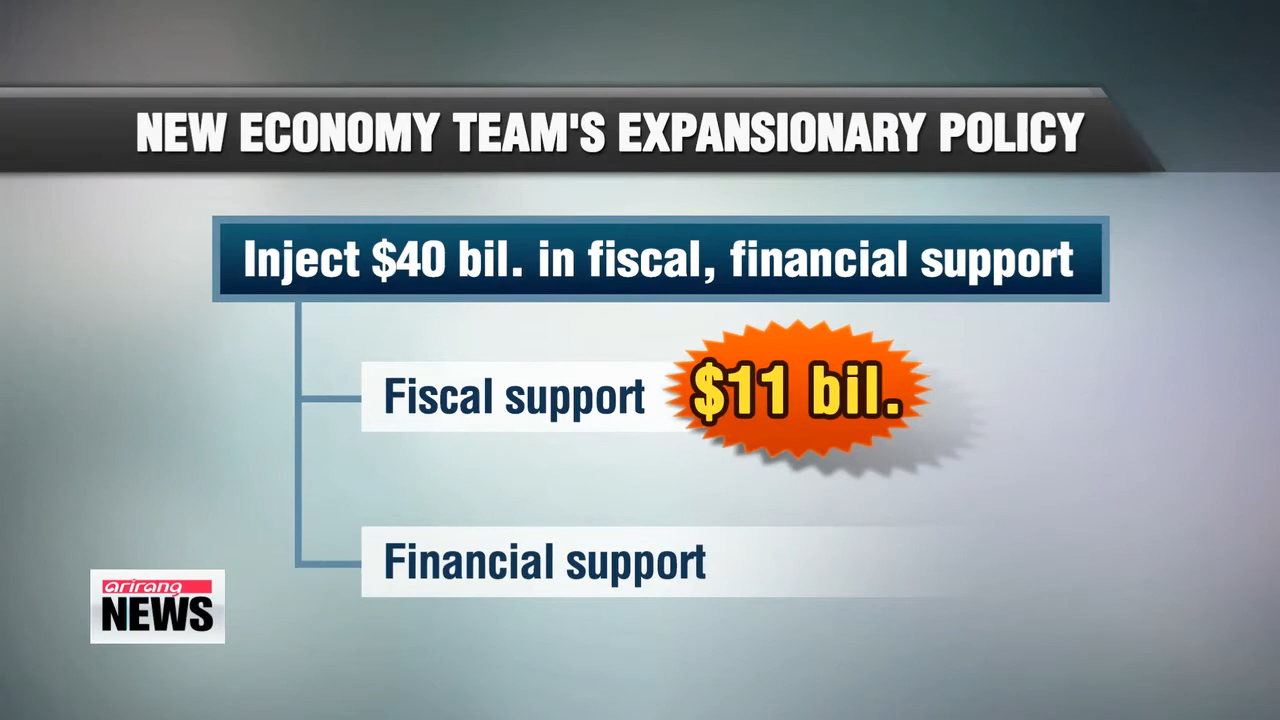 NEW ECONOMY TEAM'S EXPANSIONARY POLICY
Inject $40 bil. in fiscal, financial support
Fiscal support $11 bil.
Financial support
arirang
NEWS